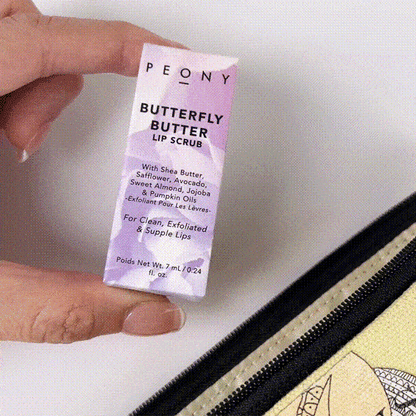 PEONY
BUTTERFLY
BUTTER
LIP SCRUB
With Shea Butter,
Safflower, Avocado,
Sweet Almond, Jojoba
& Pumpkin Oils
-Exfoliant Pour Les Lèvres-
For Clean, Exfoliated
& Supple Lips
Poids Net Wt. 7 mL / 0.24
fl. oz.